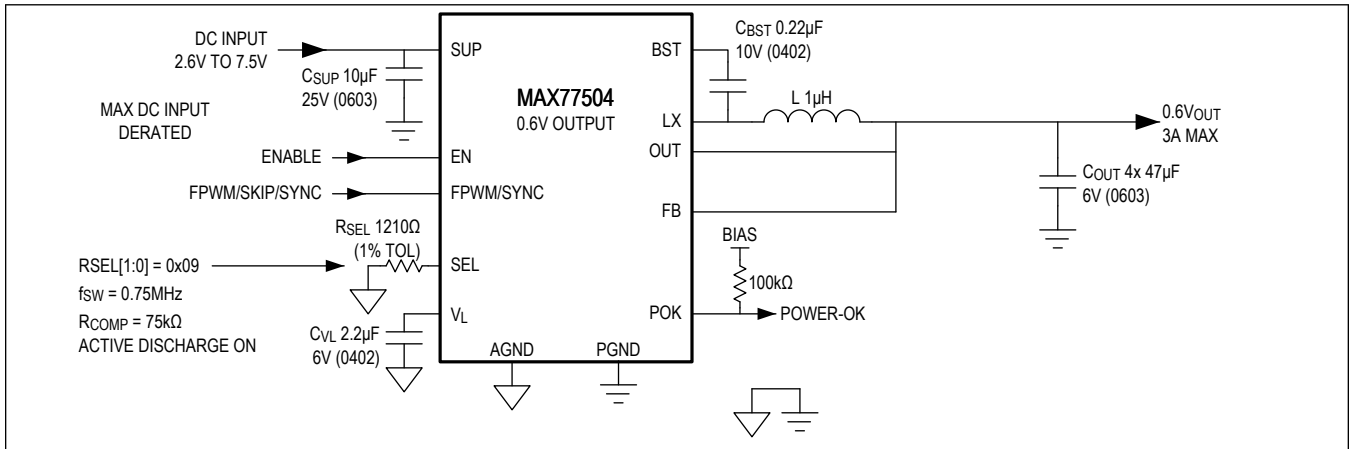 DC INPUT
2.6V TO 7.5V
MAX DC INPUT
DERATED
CSUP 10µF
25V (0603)
ENABLE
FPWM/SKIP/SYNC
RSEL 1210Ω
(1% TOL)
RSEL[1:0] = 0x09
fSW = 0.75MHz
RCOMP = 75kΩ
ACTIVE DISCHARGE ON
CVL 2.2µF
6V (0402)
SUP
EN
FPWM/SYNC
SEL
VL
AGND
PGND
MAX77504
0.6V OUTPUT
BST
LX
OUT
FB
POK
CBST 0.22µF
10V (0402)
L 1µH
BIAS
100kΩ
POWER-OK
0.6VOUT
3A MAX
COUT 4x 47µF
6V (0603)